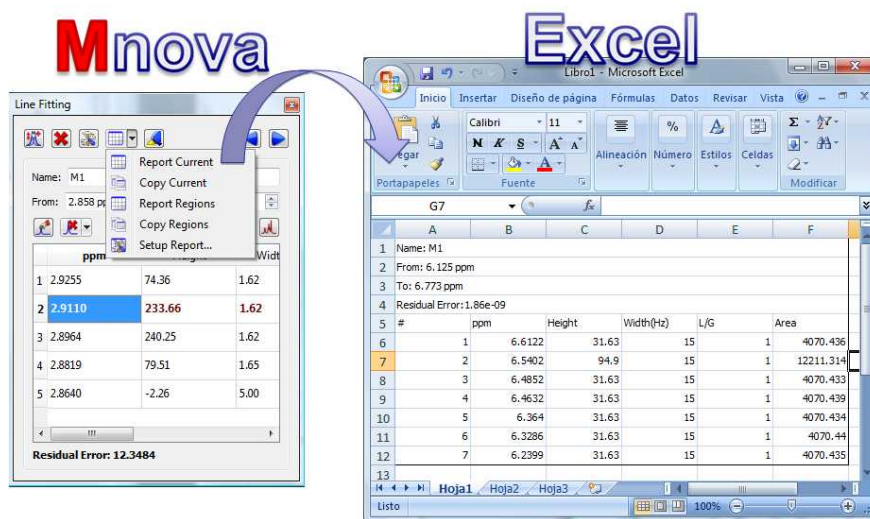 Mnova
Excel
Line Fitting
Report Current
Copy Current
Report Regions
Copy Regions
Setup Report...
Name: M1
From: 2.858
ppm
Widt
1 2.9255 74.36 1.62
2 2.9110 233.66 1.62
3 2.8964 240.25 1.62
4 2.8819 79.51 1.65
5 2.8640 -2.26 5.00
Residual Error: 12.3484
Libro1 - Microsoft Excel
Inicio Insertar Diseño de página Fórmulas Datos Revisar Vista
Calibri 11
N K S A A
Alineación Número Estilos Celdas
Portapapeles Fuente Modificar
G7 fx
A B C D E F
1 Name: M1
2 From: 6.125 ppm
3 To: 6.773 ppm
4 Residual Error:1.86e-09
5 # ppm Height Width(Hz) L/G Area
6 1 6.6122 31.63 15 1 4070.436
7 2 6.5402 94.9 15 1 12211.314
8 3 6.4852 31.63 15 1 4070.433
9 4 6.4632 31.63 15 1 4070.439
10 5 6.364 31.63 15 1 4070.434
11 6 6.3286 31.63 15 1 4070.44
12 7 6.2399 31.63 15 1 4070.435
13
Hoja1 Hoja2 Hoja3
Listo 100%